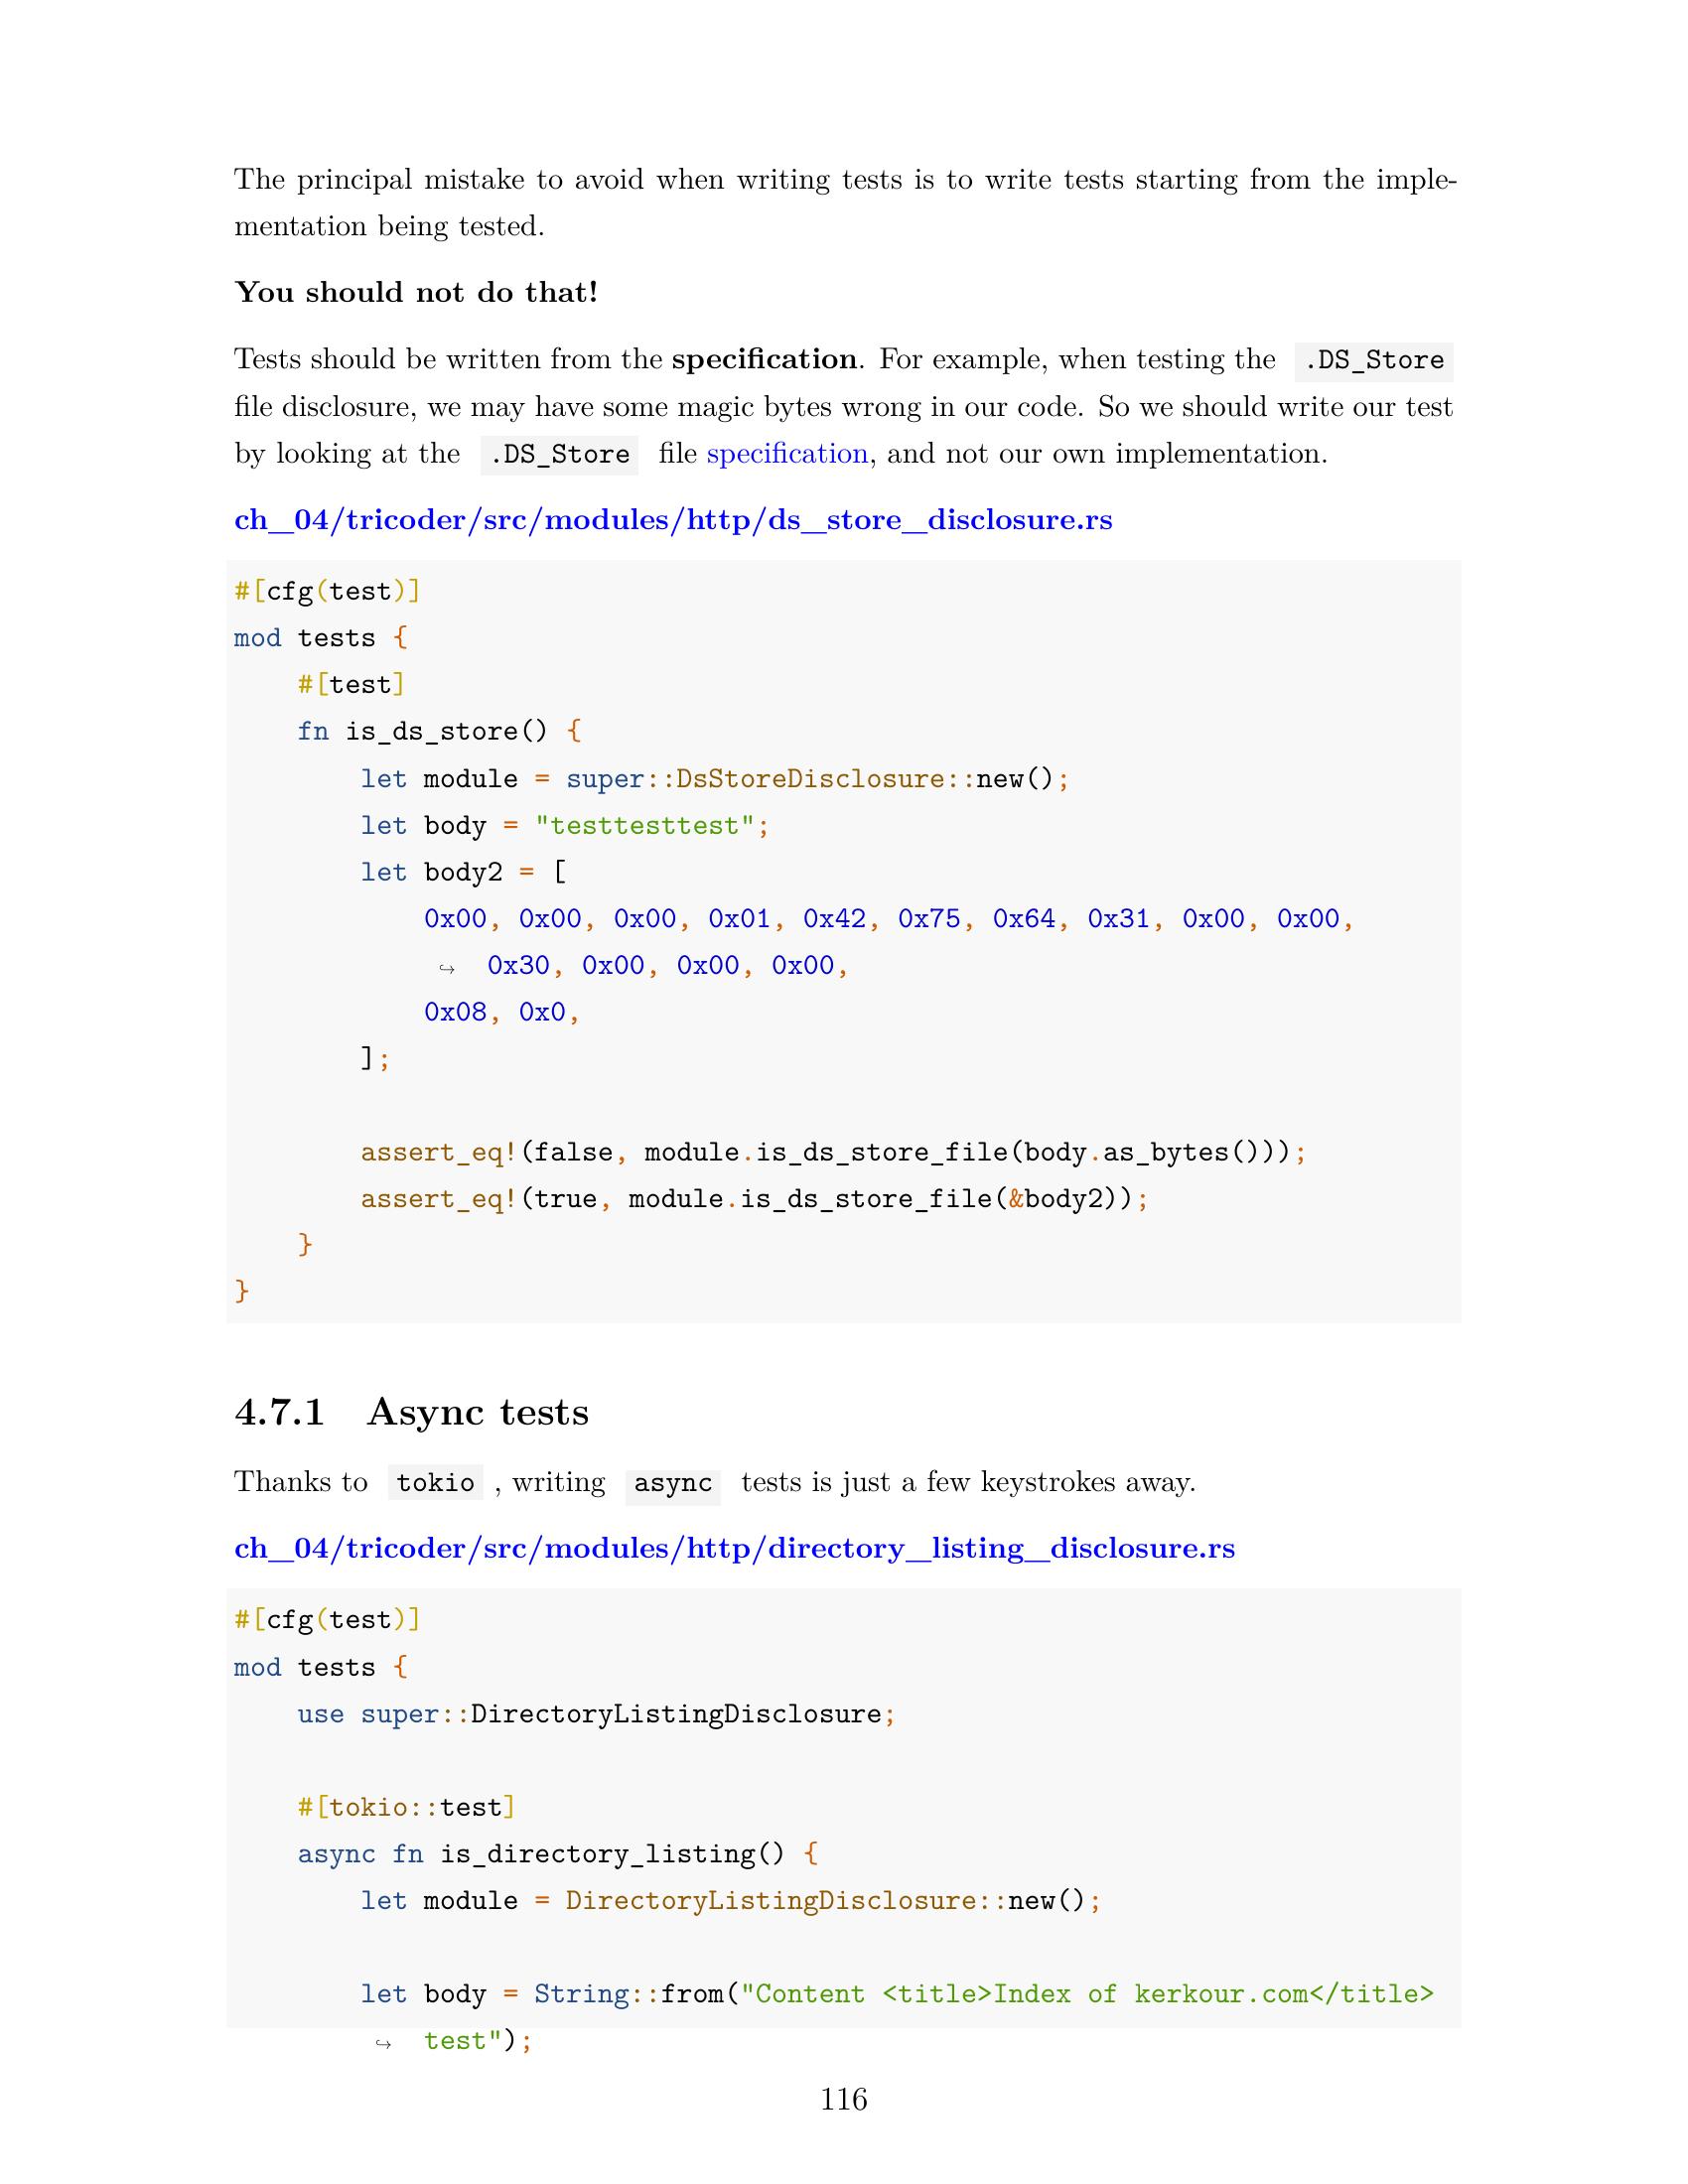 The principal mistake to avoid when writing tests is to write tests starting from the imple-
mentation being tested.
You should not do that!
Tests should be written from the specification. For example, when testing the .DS_Store
file disclosure, we may have some magic bytes wrong in our code. So we should write our test
by looking at the .DS_Store file specification, and not our own implementation.
ch_04/tricoder/src/modules/http/ds_store_disclosure.rs
#[cfg(test)]
mod tests {
    #[test]
    fn is_ds_store() {
        let module = super::DsStoreDisclosure::new();
        let body = "testtesttest";
        let body2 = [
            0x00, 0x00, 0x00, 0x01, 0x42, 0x75, 0x64, 0x31, 0x00, 0x00,
             ↪  0x30, 0x00, 0x00, 0x00,
            0x08, 0x0,
        ];
        assert_eq!(false, module.is_ds_store_file(body.as_bytes()));
        assert_eq!(true, module.is_ds_store_file(&body2));
    }
}
4.7.1 Async tests
Thanks to tokio , writing async tests is just a few keystrokes away.
ch_04/tricoder/src/modules/http/directory_listing_disclosure.rs
#[cfg(test)]
mod tests {
    use super::DirectoryListingDisclosure;
    #[tokio::test]
    async fn is_directory_listing() {
        let module = DirectoryListingDisclosure::new();
        let body = String::from("Content <title>Index of kerkour.com</title>
         ↪  test");
116